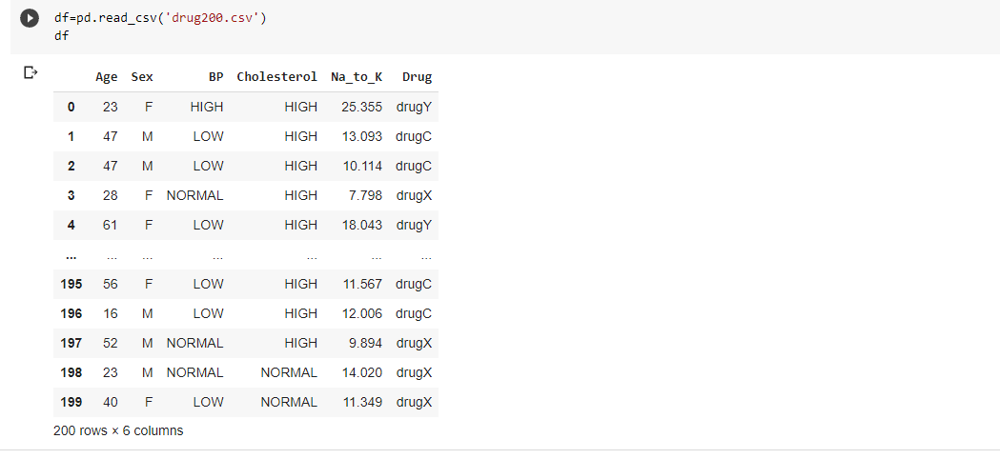 df=pd.read_csv('drug200.csv')
df
Age Sex BP Cholesterol Na_to_K Drug
0 23 F HIGH HIGH 25.355 drugY
1 47 M LOW HIGH 13.093 drugC
2 47 M LOW HIGH 10.114 drugC
3 28 F NORMAL HIGH 7.798 drugX
4 61 F LOW HIGH 18.043 drugY
... ... ... ... ... ... ...
195 56 F LOW HIGH 11.567 drugC
196 16 M LOW HIGH 12.006 drugC
197 52 M NORMAL HIGH 9.894 drugX
198 23 M NORMAL NORMAL 14.020 drugX
199 40 F LOW NORMAL 11.349 drugX
200 rows × 6 columns